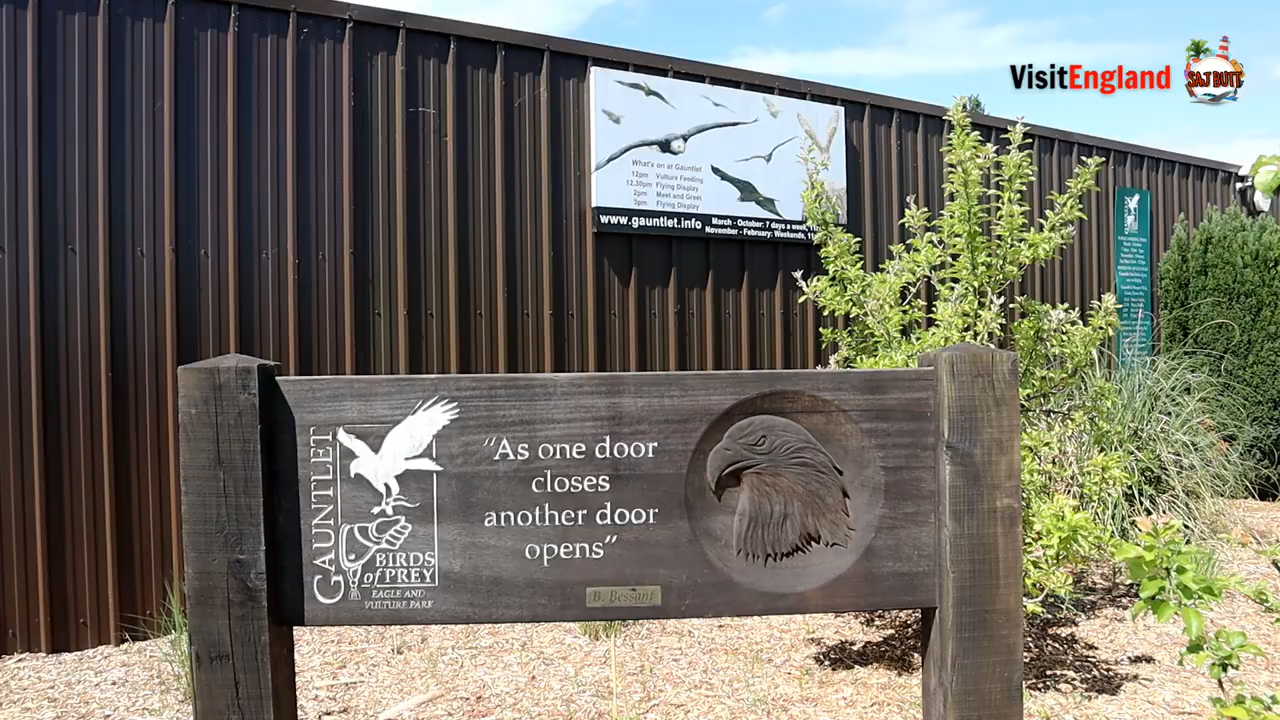 VisitEngland
SAJ BUTT
What's on at Gauntlet
12pm Vulture Feeding
12.30pm Flying Display
2pm Meet and Greet
3pm Flying Display
www.gauntlet.info
March - October: 7 days a week,
November - February: Weekends,
GAUNTLET
BIRDS
of PREY
EAGLE AND
VULTURE PARK
“As one door
closes
another door
opens”
B. Bessant